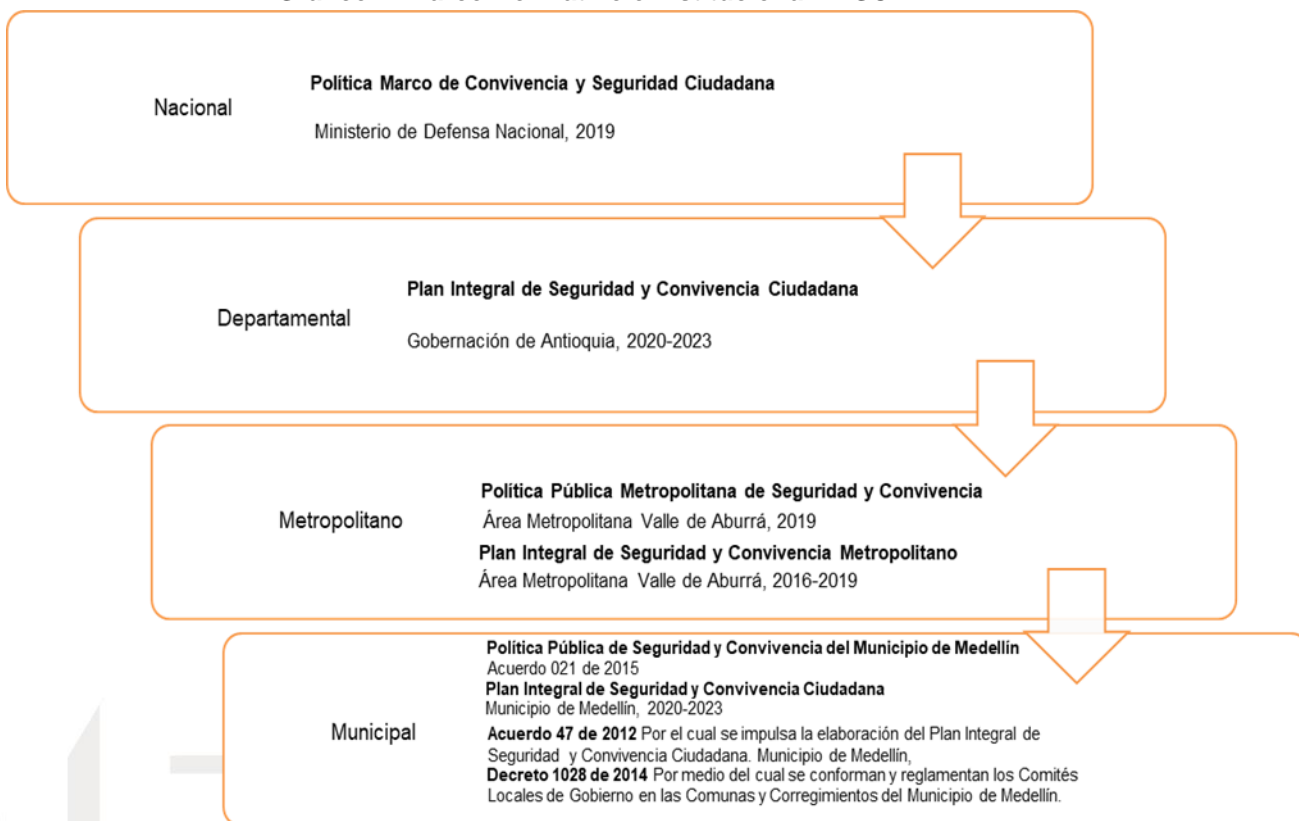 Nacional
Política Marco de Convivencia y Seguridad Ciudadana
Ministerio de Defensa Nacional, 2019
Departamental
Plan Integral de Seguridad y Convivencia Ciudadana
Gobernación de Antioquia, 2020-2023
Metropolitano
Política Pública Metropolitana de Seguridad y Convivencia
Área Metropolitana Valle de Aburrá, 2019
Plan Integral de Seguridad y Convivencia Metropolitano
Área Metropolitana Valle de Aburrá, 2016-2019
Municipal
Política Pública de Seguridad y Convivencia del Municipio de Medellín
Acuerdo 021 de 2015
Plan Integral de Seguridad y Convivencia Ciudadana
Municipio de Medellín, 2020-2023
Acuerdo 47 de 2012 Por el cual se impulsa la elaboración del Plan Integral de
Seguridad y Convivencia Ciudadana. Municipio de Medellín,
Decreto 1028 de 2014 Por medio del cual se conforman y reglamentan los Comités
Locales de Gobierno en las Comunas y Corregimientos del Municipio de Medellín.